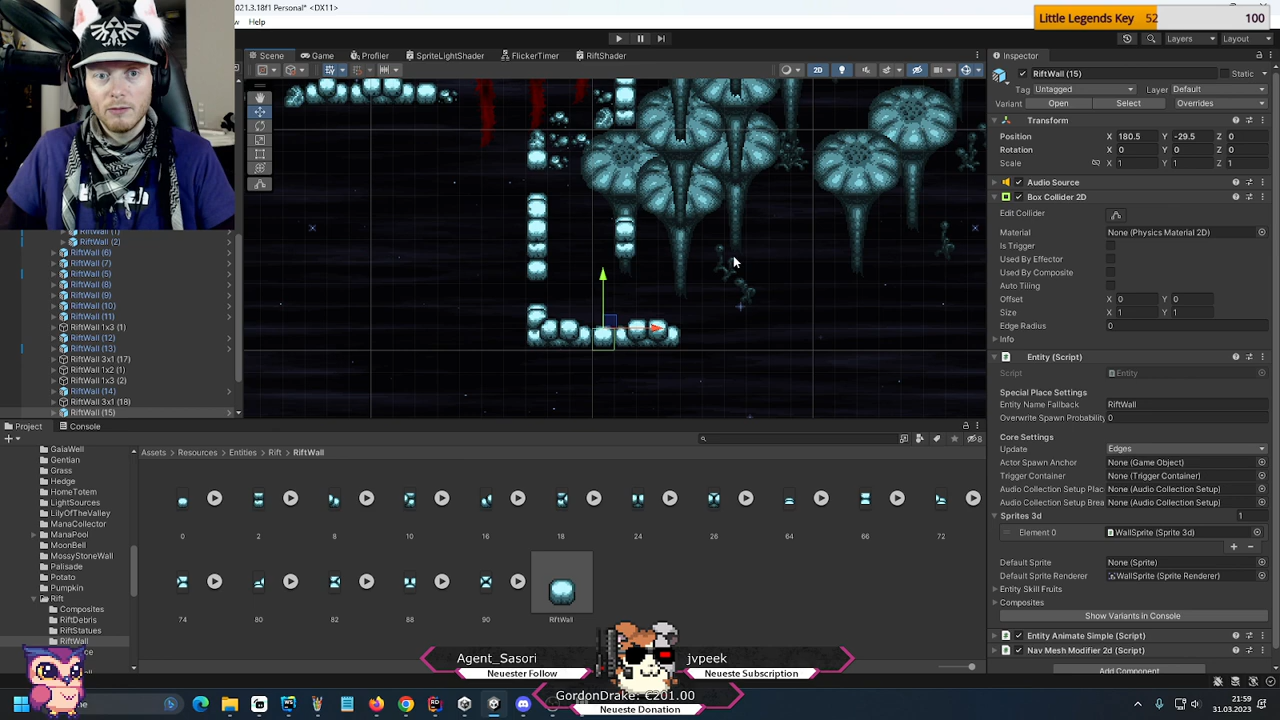 021.3.18f1 Personal* <DX11>
Help
Little Legends Key 52 100
Layers Layout
Scene Game Profiler SpriteLightShader FlickerTimer RiftShader
2D
Inspector
RiftWall (15) Static
Tag Untagged Layer Default
Variant Open Select Overrides
Transform
Position X 180.5 Y -29.5 Z 0
Rotation X 0 Y 0 Z 0
Scale X 1 Y 1 Z 1
Audio Source
Box Collider 2D
Edit Collider
Material None (Physics Material 2D)
Is Trigger
Used By Effector
Used By Composite
Auto Tiling
Offset X 0 Y 0
Size X 1 Y 1
Edge Radius 0
Info
Entity (Script)
Script Entity
Special Place Settings
Entity Name Fallback RiftWall
Overwrite Spawn Probability 0
Core Settings
Update Edges
Actor Spawn Anchor None (Game Object)
Trigger Container None (Trigger Container)
Audio Collection Setup Plac None (Audio Collection Setup)
Audio Collection Setup Brea None (Audio Collection Setup)
Sprites 3d 1
Element 0 WallSprite (Sprite 3d)
Default Sprite None (Sprite)
Default Sprite Renderer WallSprite (Sprite Renderer)
Entity Skill Fruits
Composites
Show Variants in Console
Entity Animate Simple (Script)
Nav Mesh Modifier 2d (Script)
Add Component
RiftWall (1)
RiftWall (2)
RiftWall (6)
RiftWall (7)
RiftWall (5)
RiftWall (8)
RiftWall (9)
RiftWall (10)
RiftWall (11)
RiftWall 1x3 (1)
RiftWall (12)
RiftWall (13)
RiftWall 3x1 (17)
RiftWall 1x2 (1)
RiftWall 1x3 (2)
RiftWall (14)
RiftWall 3x1 (18)
RiftWall (15)
Project Console
8
GaiaWell
Gentian
Grass
Hedge
HomeTotem
LightSources
LilyOfTheValley
ManaCollector
ManaPool
MoonBell
MossyStoneWall
Palisade
Potato
Pumpkin
Rift
Composites
RiftDebris
RiftStatues
RiftWall
Assets Resources Entities Rift RiftWall
0 2 8 10 16 18 24 26 64 66 72
74 80 82 88 90 RiftWall
Agent_Sasori jvpeek
Neuester Follow Neueste Subscription
GordonDrake: €201.00
Neueste Donation
21:59
31.03.2023